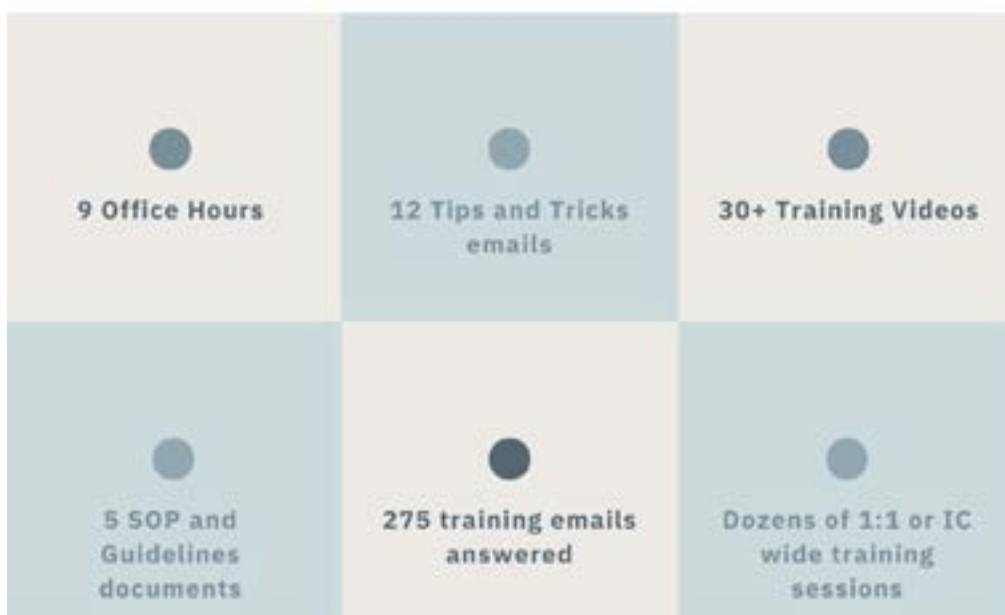 9 Office Hours
12 Tips and Tricks
emails
30+ Training Videos
5 SOP and
Guidelines
documents
275 training emails
answered
Dozens of 1:1 or IC
wide training
sessions